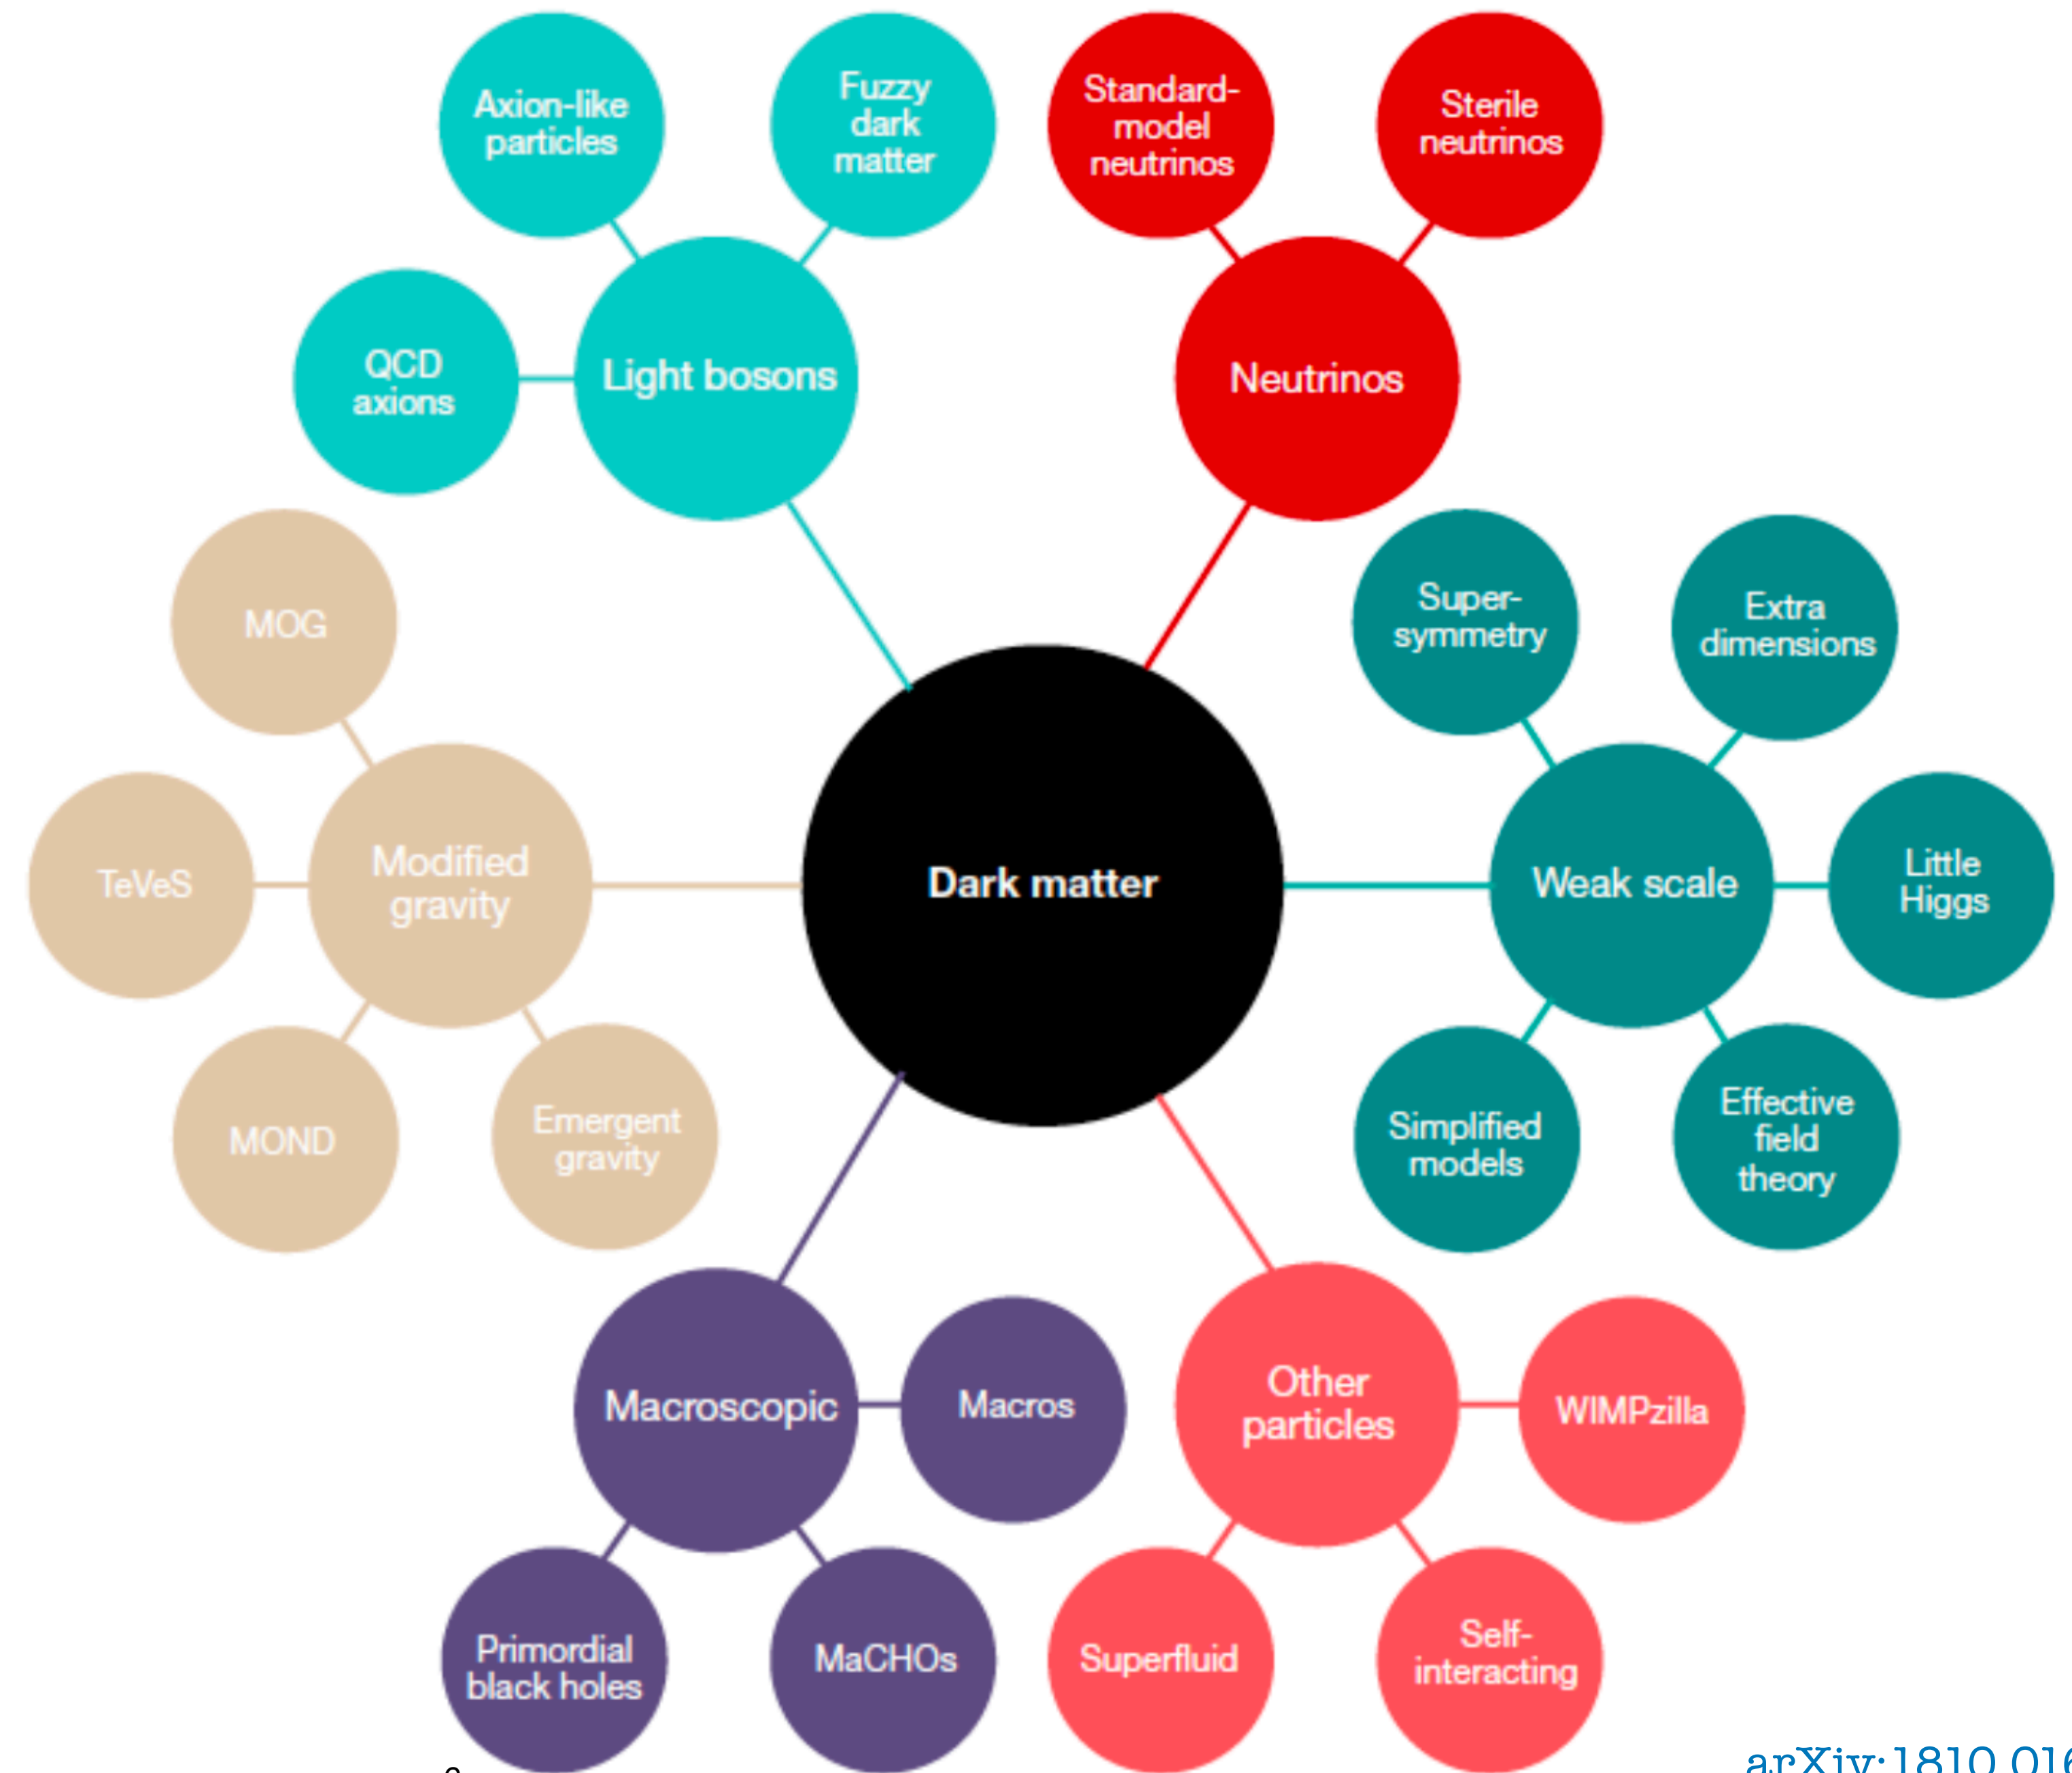 Axion-like
particles
Fuzzy
dark
matter
Standard-
model
neutrinos
Sterile
neutrinos
QCD
axions
Light bosons
Neutrinos
MOG
Super-
symmetry
Extra
dimensions
TeVeS
Modified
gravity
Dark matter
Weak scale
Little
Higgs
MOND
Emergent
gravity
Simplified
models
Effective
field
theory
Macroscopic
Macros
Other
particles
WIMPzilla
Primordial
black holes
MaCHOs
Superfluid
Self-
interacting